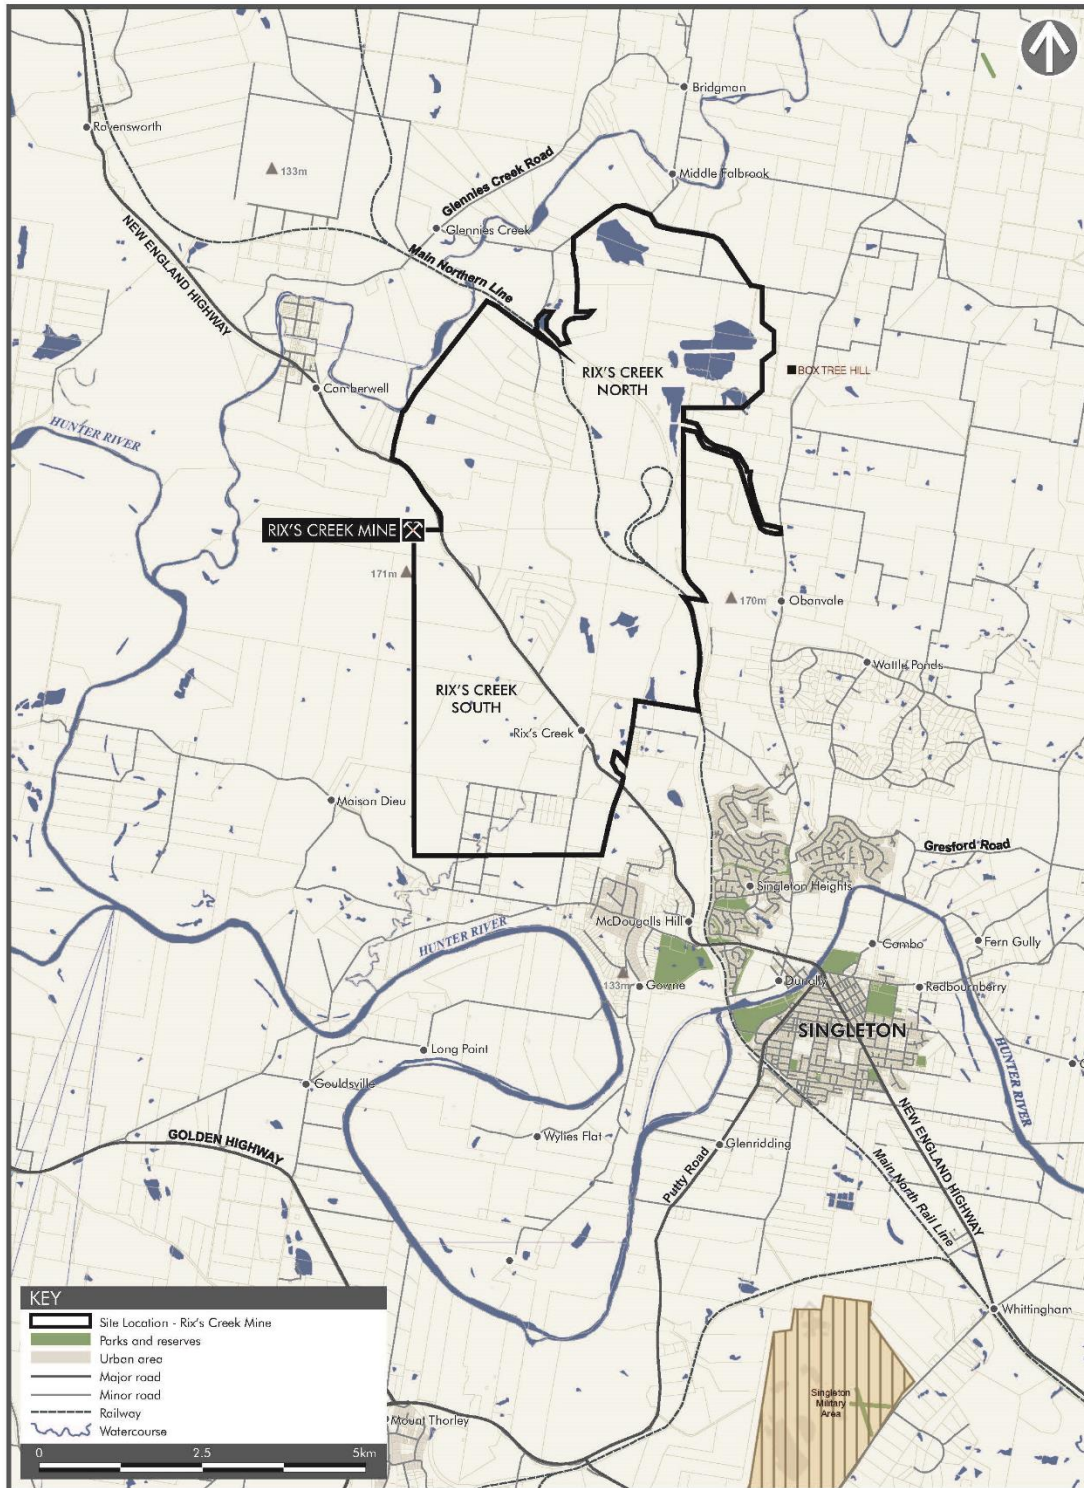 Bridgman
Ravensworth
133m
Glennies Creek Road
Middle Falbrook
NEW ENGLAND HIGHWAY
Glennies Creek
Main Northern Line
RIX'S CREEK
NORTH
BOX TREE HILL
Camberwell
HUNTER RIVER
RIX'S CREEK MINE
171m
170m
Obanvale
Wattle Ponds
RIX'S CREEK
SOUTH
Rix's Creek
Maison Dieu
Gresford Road
Singleton Heights
McDougalls Hill
HUNTER RIVER
Combo
Fern Gully
133m
Gowrie
Dunolly
Redbournberry
SINGLETON
Long Point
HUNTER RIVER
Gouldsville
Wylies Flat
Glenridding
GOLDEN HIGHWAY
Putty Road
NEW ENGLAND HIGHWAY
Main North Rail Line
Whittingham
Singleton
Military
Area
Mount Thorley
KEY
Site Location - Rix's Creek Mine
Parks and reserves
Urban area
Major road
Minor road
Railway
Watercourse
0 2.5 5km